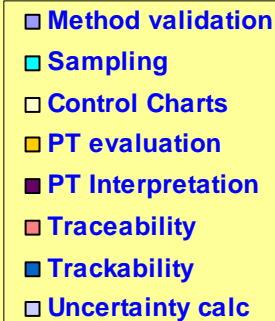 Method validation
Sampling
Control Charts
PT evaluation
PT Interpretation
Traceability
Trackability
Uncertainty calc